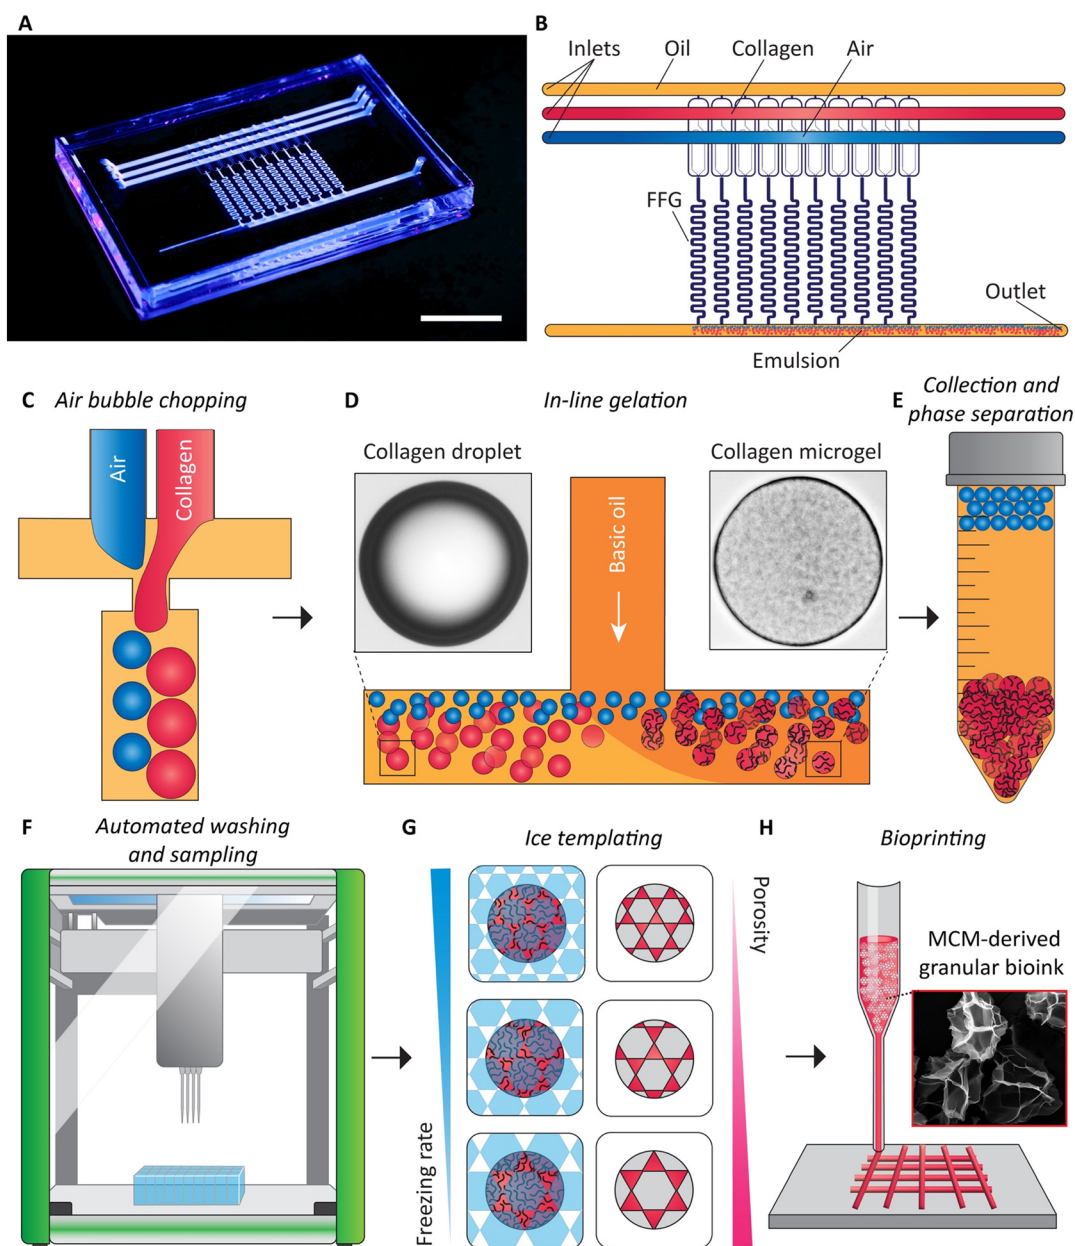 A
B
Inlets
Oil
Collagen
Air
FFG
Outlet
Emulsion
C
Air bubble chopping
Air
Collagen
D
In-line gelation
Collagen droplet
Basic oil
Collagen microgel
E
Collection and
phase separation
F
Automated washing
and sampling
G
Ice templating
Freezing rate
Porosity
H
Bioprinting
MCM-derived
granular bioink